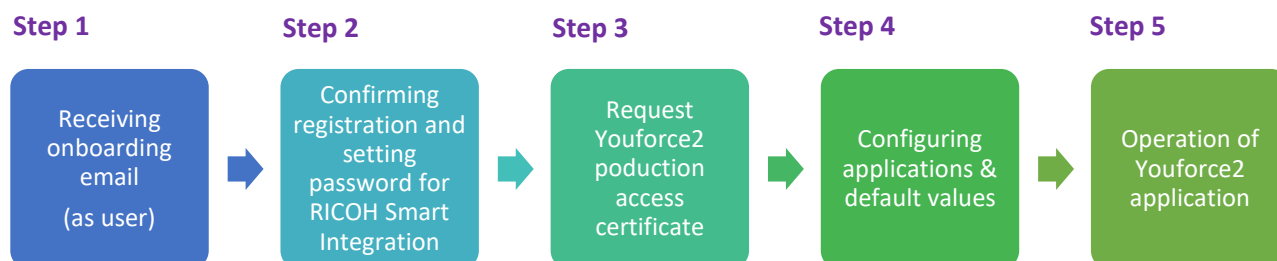 Step 1
Step 2
Step 3
Step 4
Step 5
Receiving
onboarding
email
(as user)
Confirming
registration and
setting
password for
RICOH Smart
Integration
Request
Youforce2
poduction
access
certificate
Configuring
applications &
default values
Operation of
Youforce2
application